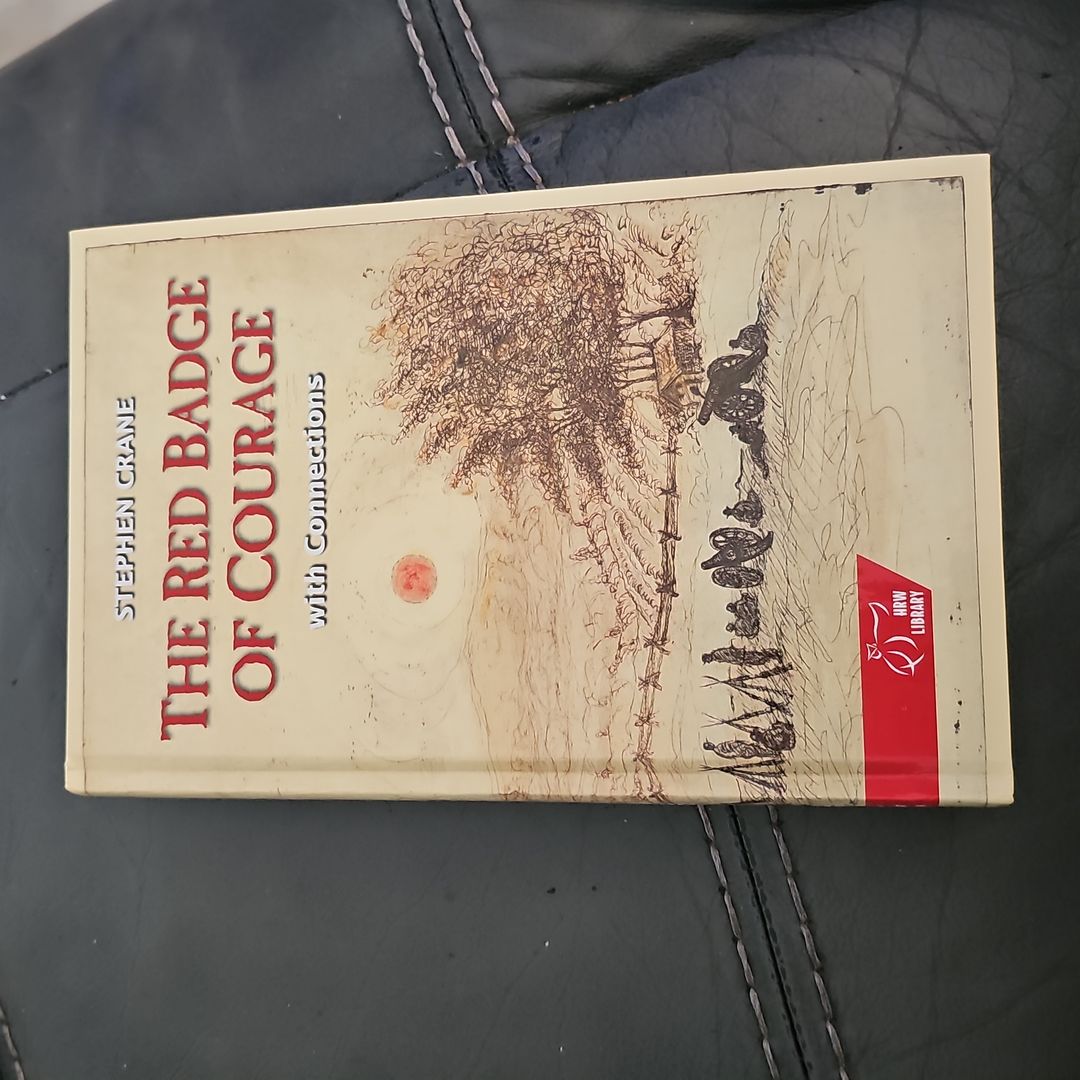 STEPHEN CRANE
THE RED BADGE
OF COURAGE
with Connections
HRW
LIBRARY